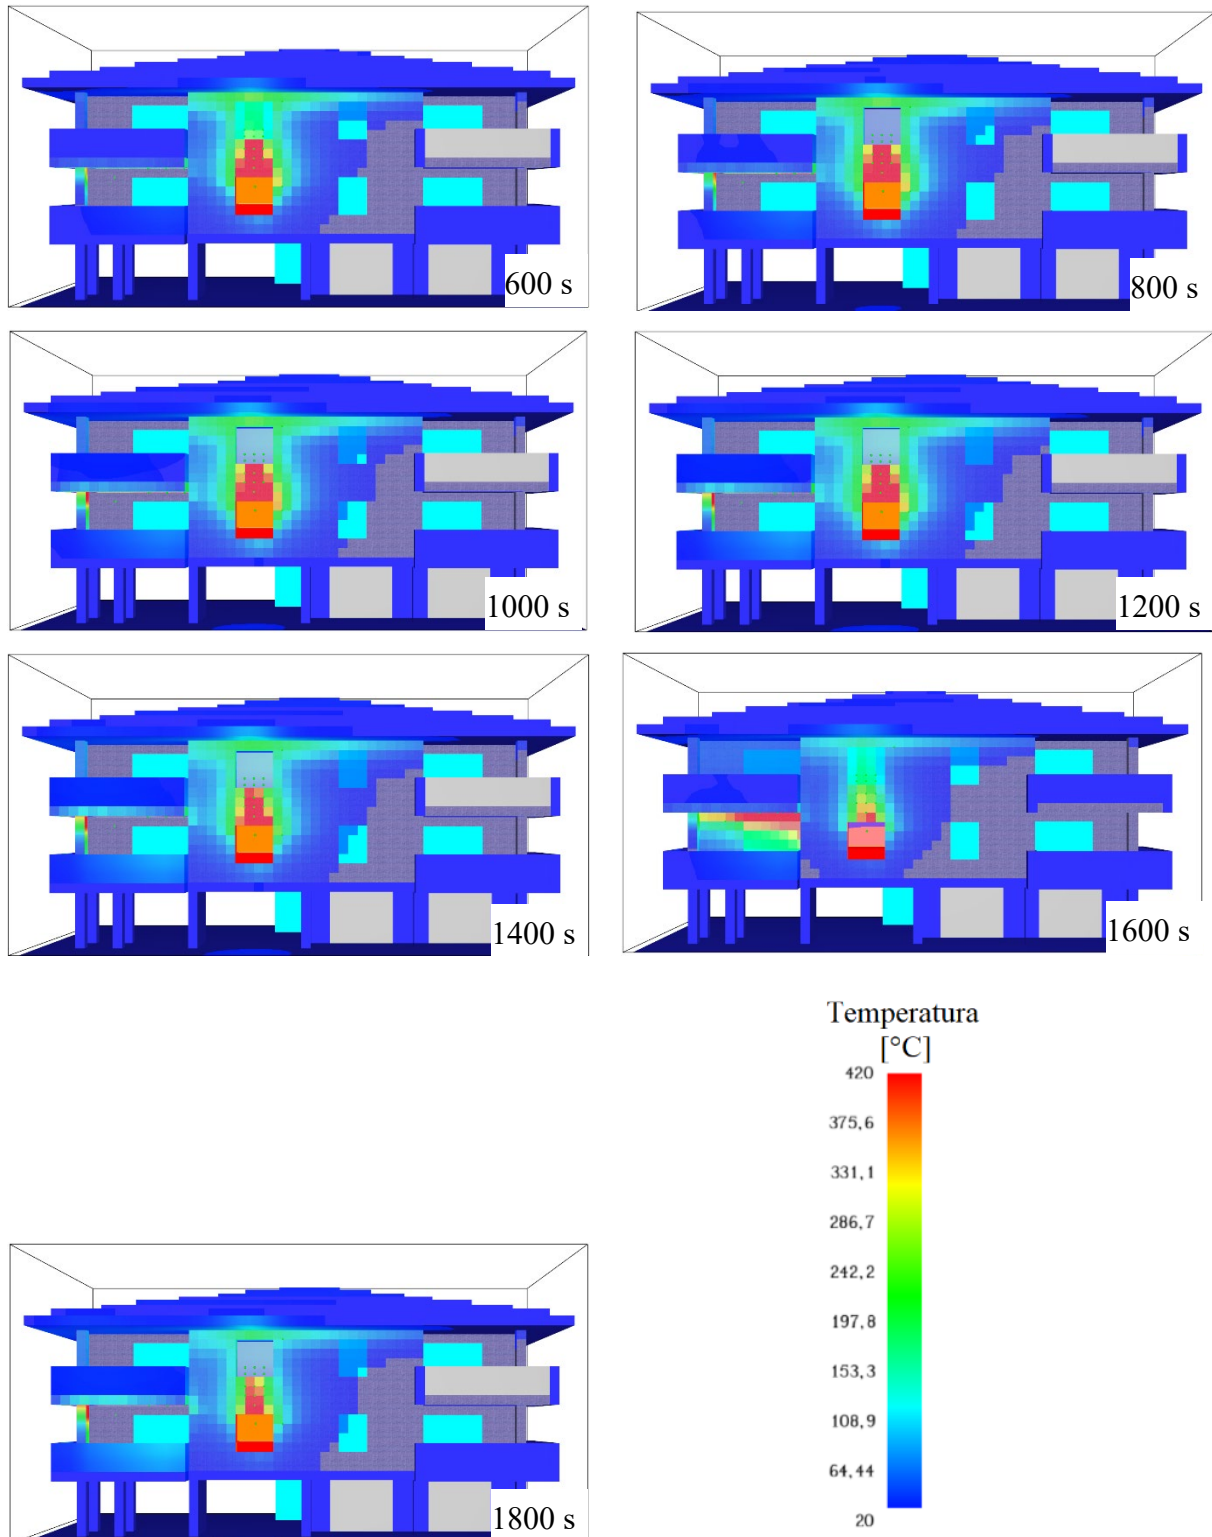 600 s
800 s
1000 s
1200 s
1400 s
1600 s
Temperatura
[°C]
420
375,6
331,1
286,7
242,2
197,8
153,3
108,9
64,44
20
1800 s